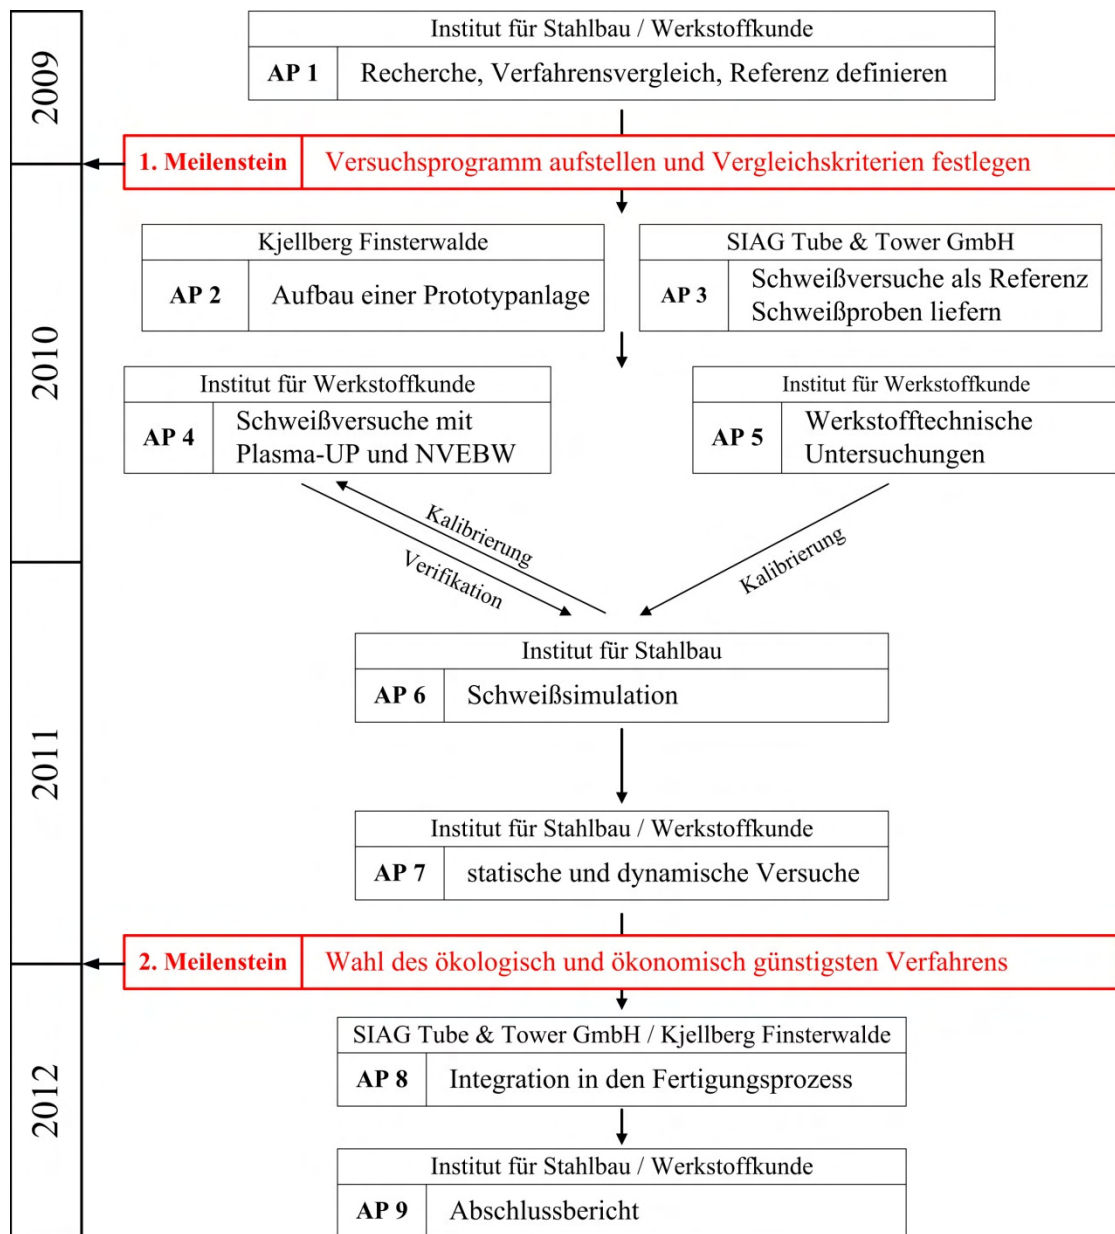 2009
Institut für Stahlbau / Werkstoffkunde
AP 1 Recherche, Verfahrensvergleich, Referenz definieren
1. Meilenstein Versuchsprogramm aufstellen und Vergleichskriterien festlegen
2010
Kjellberg Finsterwalde
AP 2 Aufbau einer Prototypanlage
SIAG Tube & Tower GmbH
AP 3 Schweißversuche als Referenz
Schweißproben liefern
Institut für Werkstoffkunde
AP 4 Schweißversuche mit
Plasma-UP und NVEBW
Institut für Werkstoffkunde
AP 5 Werkstofftechnische
Untersuchungen
Kalibrierung
Verifikation
Kalibrierung
2011
Institut für Stahlbau
AP 6 Schweißsimulation
Institut für Stahlbau / Werkstoffkunde
AP 7 statische und dynamische Versuche
2. Meilenstein Wahl des ökologisch und ökonomisch günstigsten Verfahrens
2012
SIAG Tube & Tower GmbH / Kjellberg Finsterwalde
AP 8 Integration in den Fertigungsprozess
Institut für Stahlbau / Werkstoffkunde
AP 9 Abschlussbericht